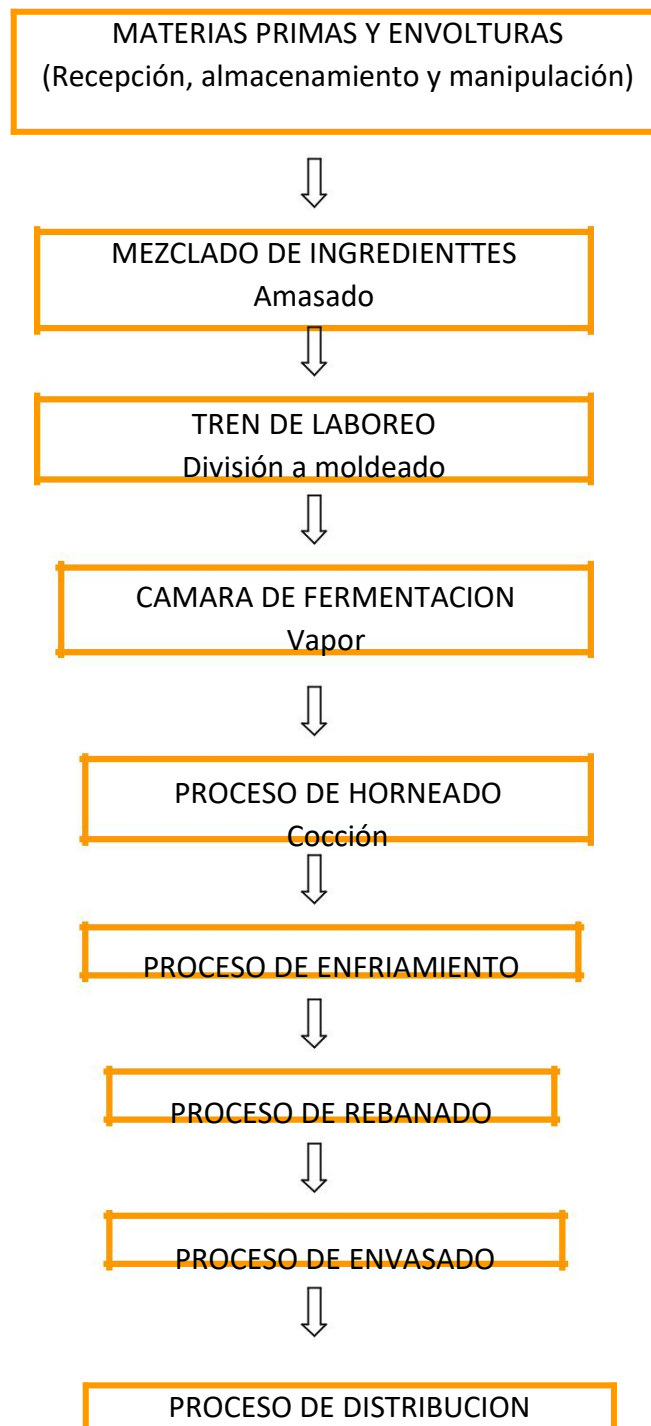 MATERIAS PRIMAS Y ENVOLTURAS
(Recepción, almacenamiento y manipulación)
MEZCLADO DE INGREDIENTTES
Amasado
TREN DE LABOREO
División a moldeado
CAMARA DE FERMENTACION
Vapor
PROCESO DE HORNEADO
Cocción
PROCESO DE ENFRIAMIENTO
PROCESO DE REBANADO
PROCESO DE ENVASADO
PROCESO DE DISTRIBUCION